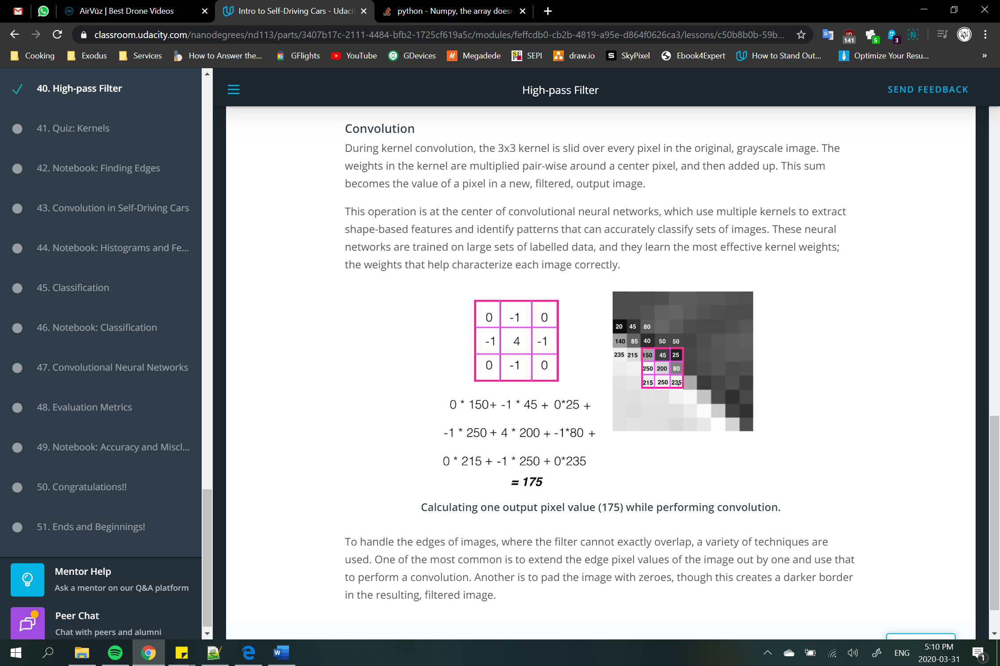 AirVūz | Best Drone Videos
Intro to Self-Driving Cars - Udaci
python - Numpy, the array doesn
classroom.udacity.com/nanodegrees/nd113/parts/3407b17c-2111-4484-bfb2-1725cf619a5c/modules/feffcdb0-cb2b-4819-a95e-d864f0626ca3/lessons/c50b8b0b-59b...
141
5
3
Cooking
Exodus
Services
How to Answer the...
GFlights
YouTube
GDevices
Megadede
SEPI
draw.io
SkyPixel
Ebook4Expert
How to Stand Out...
Optimize Your Resu...
»
40. High-pass Filter
41. Quiz: Kernels
42. Notebook: Finding Edges
43. Convolution in Self-Driving Cars
44. Notebook: Histograms and Fe...
45. Classification
46. Notebook: Classification
47. Convolutional Neural Networks
48. Evaluation Metrics
49. Notebook: Accuracy and Miscl...
50. Congratulations!!
51. Ends and Beginnings!
Mentor Help
Ask a mentor on our Q&A platform
Peer Chat
Chat with peers and alumni
High-pass Filter
SEND FEEDBACK
Convolution
During kernel convolution, the 3x3 kernel is slid over every pixel in the original, grayscale image. The
weights in the kernel are multiplied pair-wise around a center pixel, and then added up. This sum
becomes the value of a pixel in a new, filtered, output image.
This operation is at the center of convolutional neural networks, which use multiple kernels to extract
shape-based features and identify patterns that can accurately classify sets of images. These neural
networks are trained on large sets of labelled data, and they learn the most effective kernel weights;
the weights that help characterize each image correctly.
0 -1 0
-1 4 -1
0 -1 0
0 * 150+ -1 * 45 + 0*25 +
-1 * 250 + 4 * 200 + -1*80 +
0 * 215 + -1 * 250 + 0*235
= 175
20 45 80
140 85 40 50 50
235 215 150 45 25
250 200 80
215 250 235
Calculating one output pixel value (175) while performing convolution.
To handle the edges of images, where the filter cannot exactly overlap, a variety of techniques are
used. One of the most common is to extend the edge pixel values of the image out by one and use that
to perform a convolution. Another is to pad the image with zeroes, though this creates a darker border
in the resulting, filtered image.
ENG
5:10 PM
2020-03-31
1